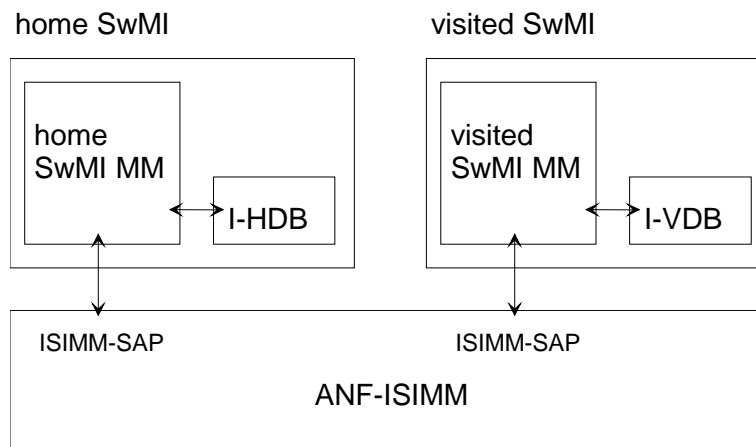 home SwMI
visited SwMI
home
SwMI MM
I-HDB
visited
SwMI MM
I-VDB
ISIMM-SAP
ISIMM-SAP
ANF-ISIMM